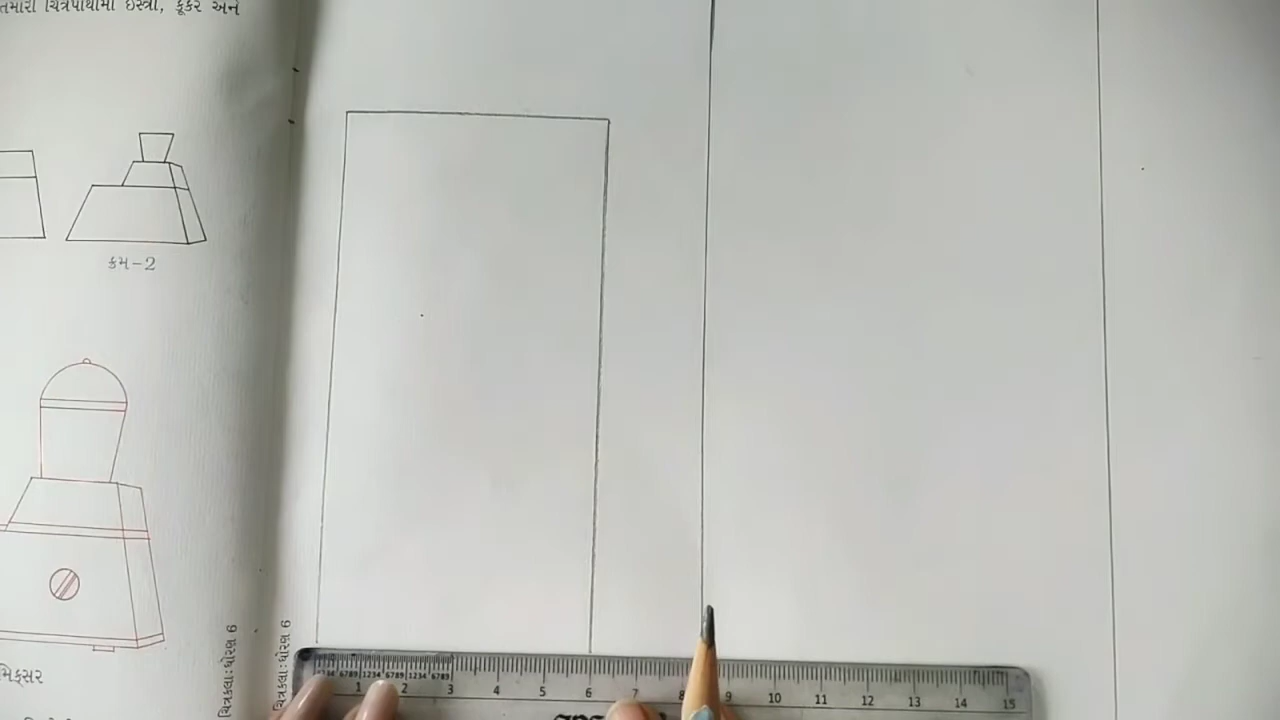 તમારી ચિત્રપોથીમાં ઇસ્ત્રી, કૂકર અને
ક્રમ-2
મિક્સર
ચિત્રકલા : ધોરણ 6
ચિત્રકલા : ધોરણ 6
1 2 3 4 5 6 7 8 9 10 11 12 13 14 15